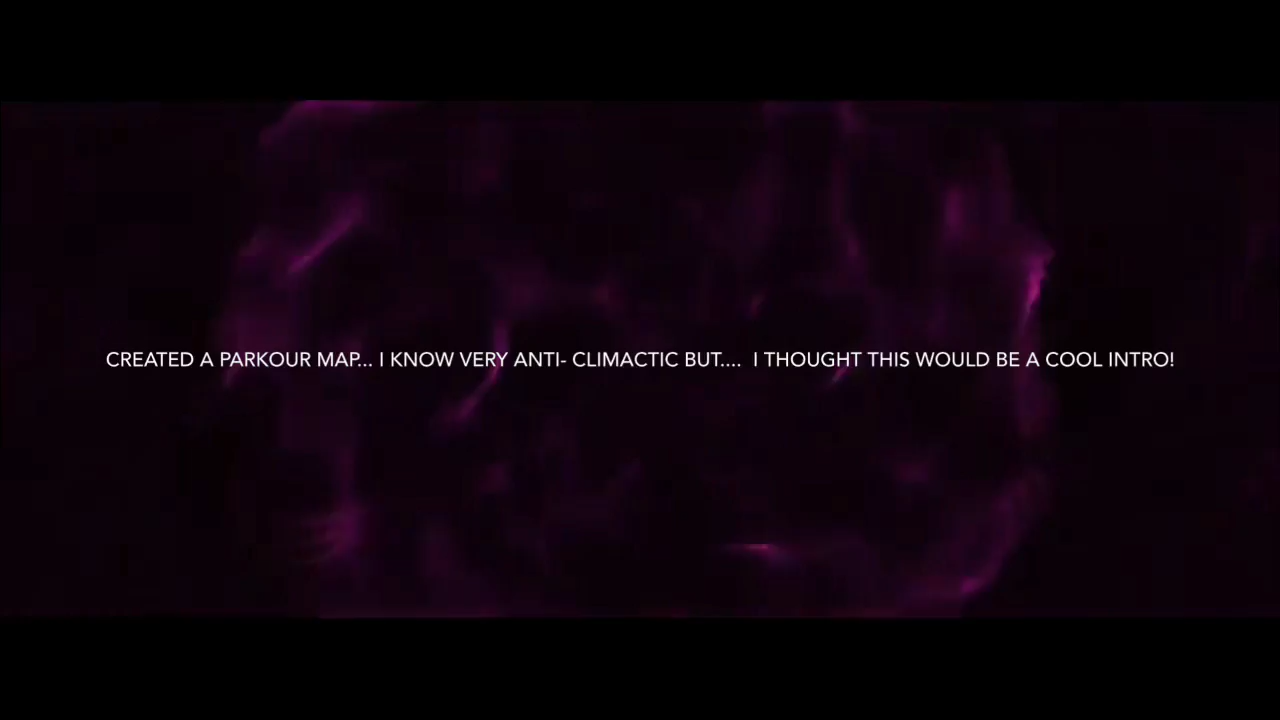 CREATED A PARKOUR MAP... I KNOW VERY ANTI- CLIMACTIC BUT....  I THOUGHT THIS WOULD BE A COOL INTRO!